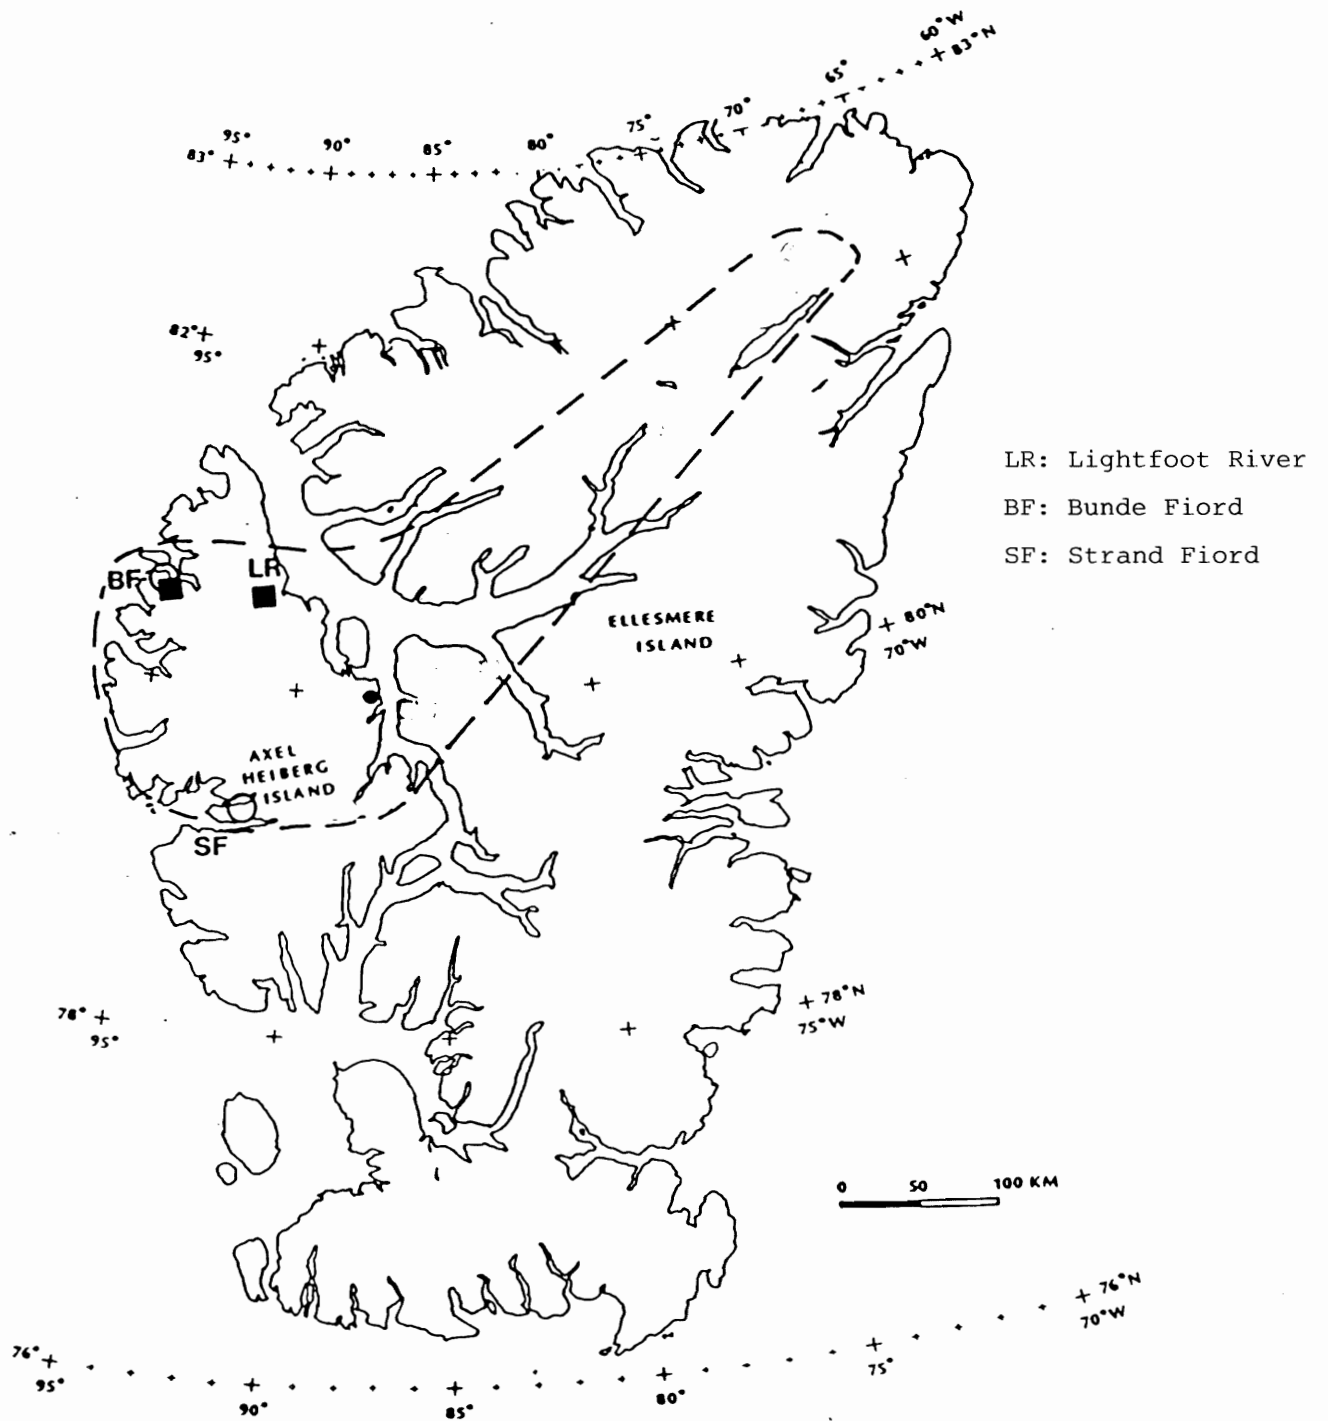 60°W
83°N
65°
70°
75°
80°
85°
90°
95°
83°
82°
95°
LR: Lightfoot River
BF: Bunde Fiord
SF: Strand Fiord
BF
LR
ELLESMERE
ISLAND
80°N
70°W
AXEL
HEIBERG
ISLAND
SF
78°
95°
78°N
75°W
0 50 100 KM
76°N
70°W
76°
95°
90°
85°
80°
75°